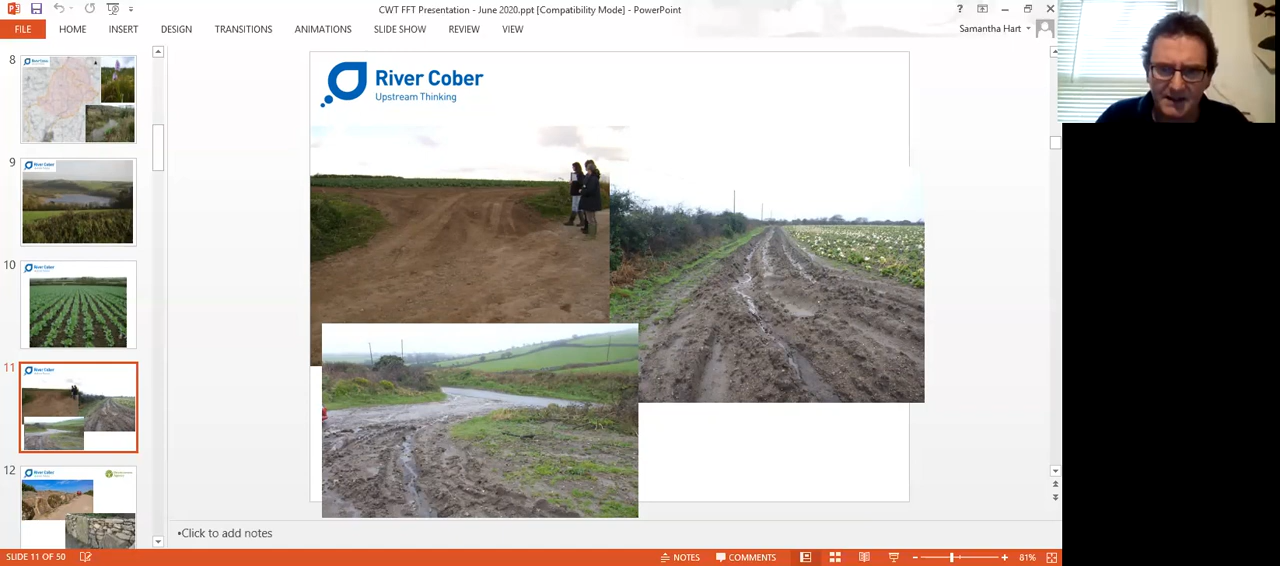 CWT FFT Presentation - June 2020.ppt [Compatibility Mode] - PowerPoint
?
FILE
HOME
INSERT
DESIGN
TRANSITIONS
ANIMATIONS
SLIDE SHOW
REVIEW
VIEW
Samantha Hart
8
9
10
11
12
River Cober
Upstream Thinking
•Click to add notes
SLIDE 11 OF 50
NOTES
COMMENTS
81%